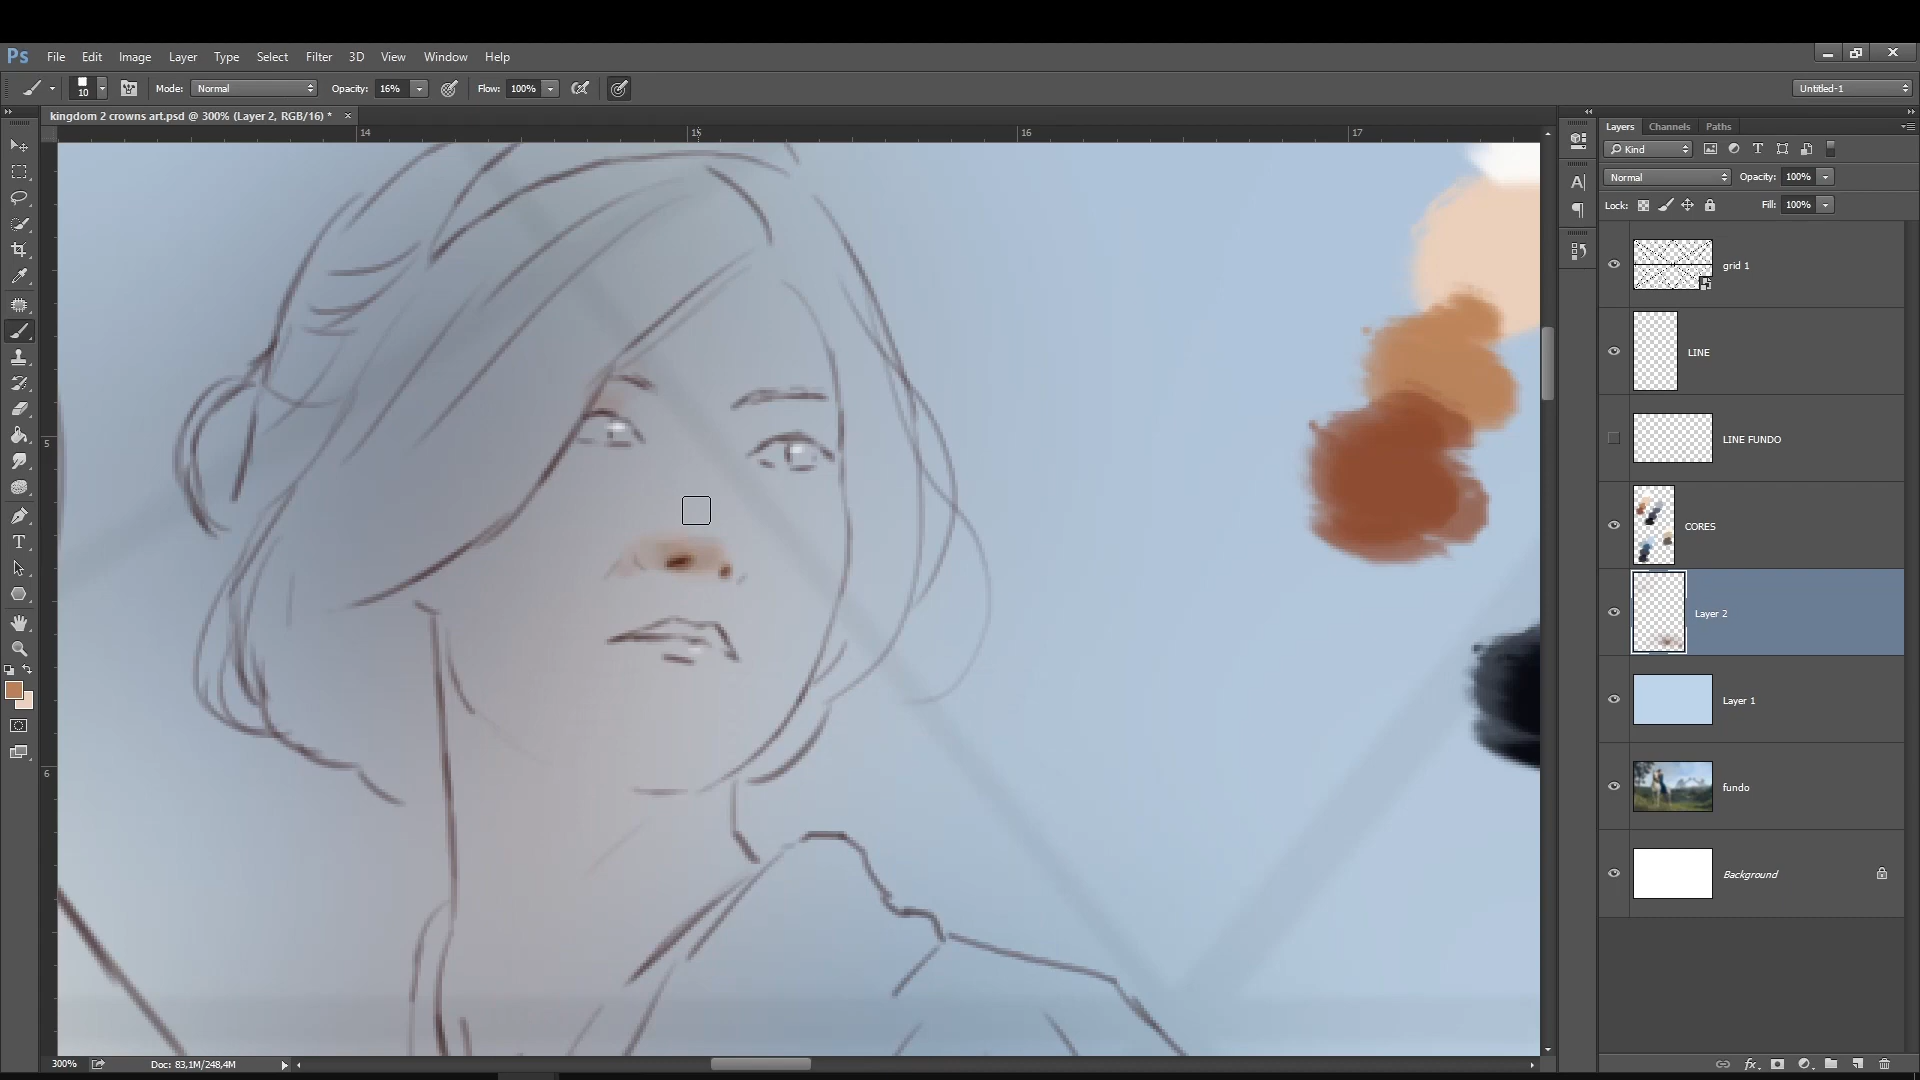 Ps File Edit Image Layer Type Select Filter 3D View Window Help
10 Mode: Normal Opacity: 16% Flow: 100% Untitled-1
kingdom 2 crowns art.psd @ 300% (Layer 2, RGB/16) * ×
Layers Channels Paths
14 15 16 17
Kind T
Normal Opacity: 100%
Lock: Fill: 100%
A
grid 1
LINE
5
LINE FUNDO
CORES
T
Layer 2
Layer 1
6
fundo
Background
300% Doc: 83,1M/248,4M
fx